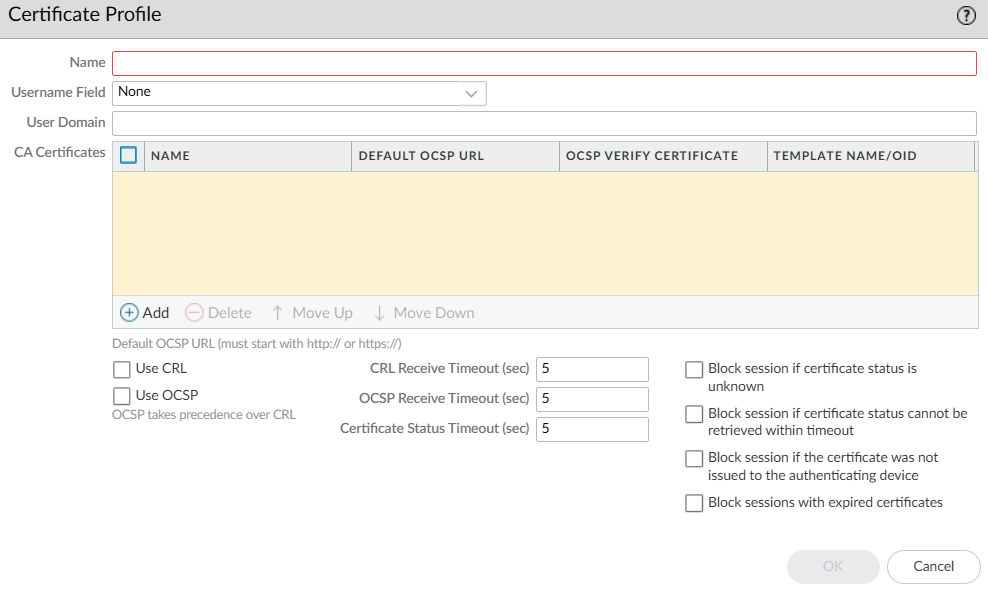 Certificate Profile
Name
Username Field None
User Domain
CA Certificates NAME DEFAULT OCSP URL OCSP VERIFY CERTIFICATE TEMPLATE NAME/OID
Add Delete Move Up Move Down
Default OCSP URL (must start with http:// or https://)
Use CRL
Use OCSP
OCSP takes precedence over CRL
CRL Receive Timeout (sec) 5
OCSP Receive Timeout (sec) 5
Certificate Status Timeout (sec) 5
Block session if certificate status is
unknown
Block session if certificate status cannot be
retrieved within timeout
Block session if the certificate was not
issued to the authenticating device
Block sessions with expired certificates
OK Cancel